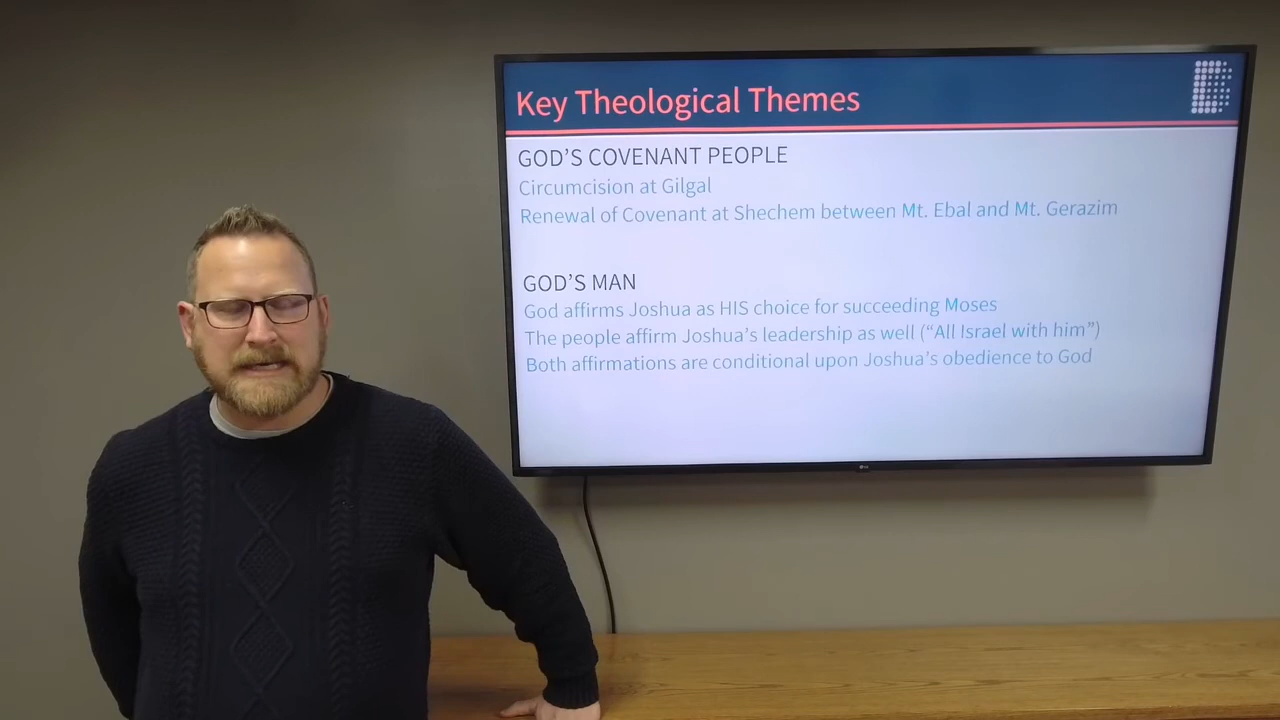 Key Theological Themes
GOD'S COVENANT PEOPLE
Circumcision at Gilgal
Renewal of Covenant at Shechem between Mt. Ebal and Mt. Gerazim
GOD'S MAN
God affirms Joshua as HIS choice for succeeding Moses
The people affirm Joshua's leadership as well (“All Israel with him”)
Both affirmations are conditional upon Joshua's obedience to God
LG